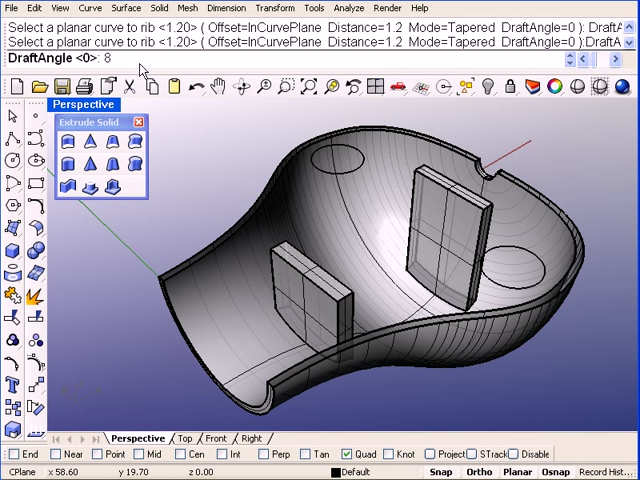 File Edit View Curve Surface Solid Mesh Dimension Transform Tools Analyze Render Help
Select a planar curve to rib <1.20> ( Offset=InCurvePlane Distance=1.2 Mode=Tapered DraftAngle=0 ): DraftA
Select a planar curve to rib <1.20> ( Offset=InCurvePlane Distance=1.2 Mode=Tapered DraftAngle=0 ):DraftA
DraftAngle <0>: 8
Perspective
Extrude Solid
Perspective Top Front Right
End Near Point Mid Cen Int Perp Tan Quad Knot Project STrack Disable
CPlane x 58.60 y 19.70 z 0.00 Default Snap Ortho Planar Osnap Record Hist...